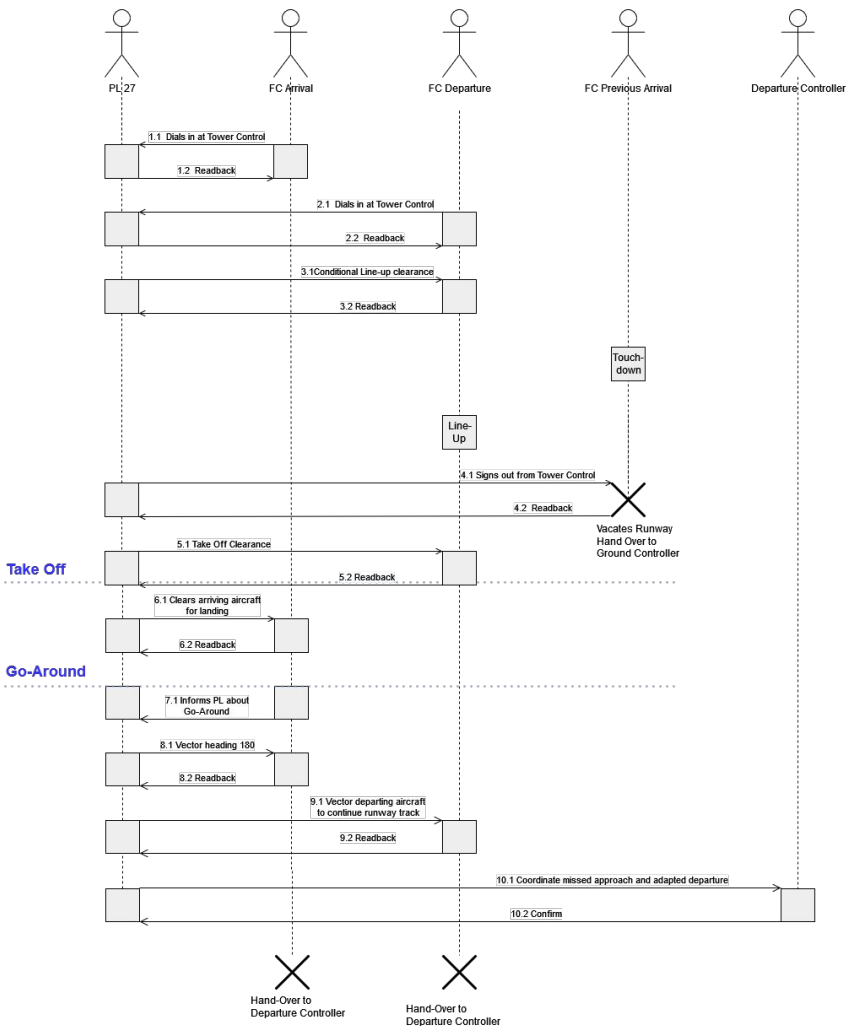 PL 27
FC Arrival
FC Departure
FC Previous Arrival
Departure Controller
1.1 Dials in at Tower Control
1.2 Readback
2.1 Dials in at Tower Control
2.2 Readback
3.1Conditional Line-up clearance
3.2 Readback
Touch-
down
Line-
Up
4.1 Signs out from Tower Control
4.2 Readback
Vacates Runway
Hand Over to
Ground Controller
5.1 Take Off Clearance
Take Off
5.2 Readback
6.1 Clears arriving aircraft
for landing
6.2 Readback
Go-Around
7.1 Informs PL about
Go-Around
8.1 Vector heading 180
8.2 Readback
9.1 Vector departing aircraft
to continue runway track
9.2 Readback
10.1 Coordinate missed approach and adapted departure
10.2 Confirm
Hand-Over to
Departure Controller
Hand-Over to
Departure Controller